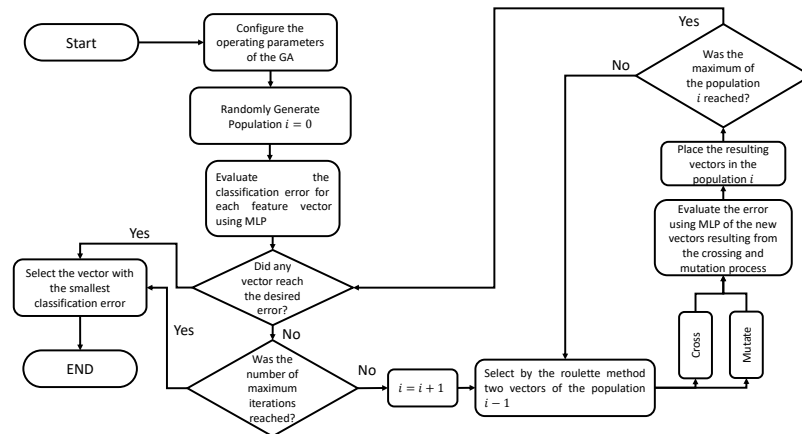 Start
Configure the
operating parameters
of the GA
Randomly Generate
Population i = 0
Evaluate the
classification error for
each feature vector
using MLP
Did any
vector reach
the desired
error?
Yes
Select the vector with
the smallest
classification error
END
No
Was the
number of
maximum
iterations
reached?
Yes
No
i = i + 1
Select by the roulette method
two vectors of the population
i − 1
Cross
Mutate
Evaluate the error
using MLP of the new
vectors resulting from
the crossing and
mutation process
Place the resulting
vectors in the
population i
Was the
maximum of
the population
i reached?
No
Yes